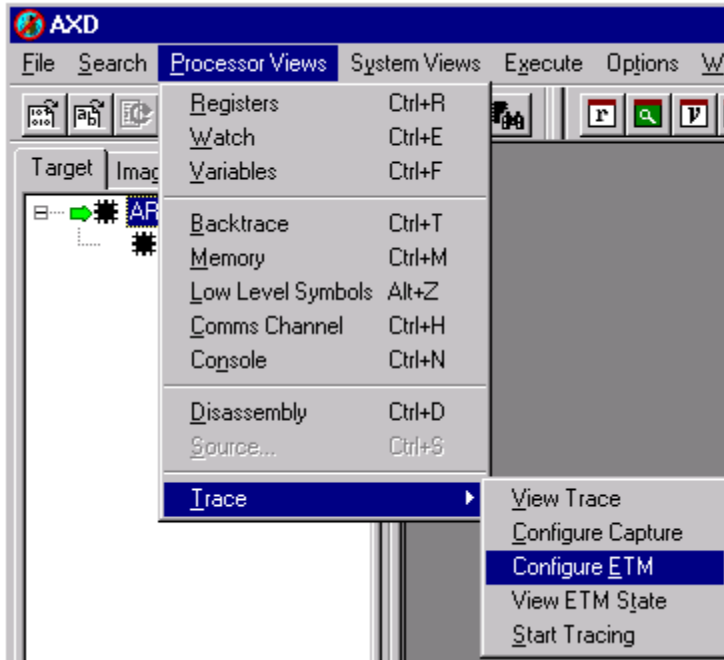 AXD
File Search Processor Views System Views Execute Options
Registers Ctrl+R
Watch Ctrl+E
Variables Ctrl+F
Target
Backtrace Ctrl+T
Memory Ctrl+M
Low Level Symbols Alt+Z
Comms Channel Ctrl+H
Console Ctrl+N
Disassembly Ctrl+D
Source... Ctrl+S
Trace
View Trace
Configure Capture
Configure ETM
View ETM State
Start Tracing